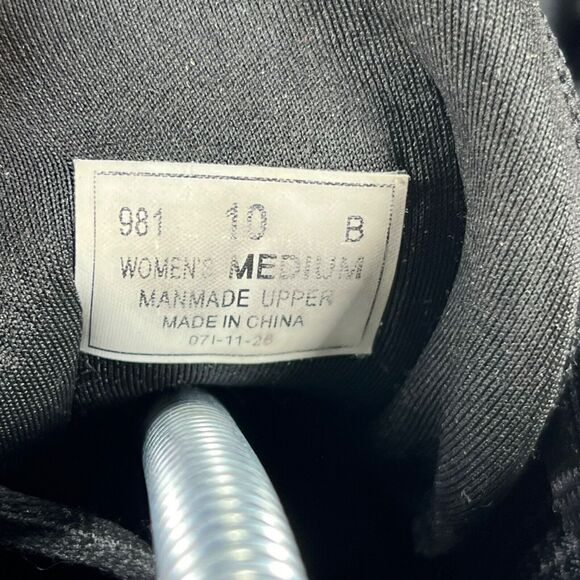 981 10 B
WOMEN'S MEDIUM
MANMADE UPPER
MADE IN CHINA
07I-11-26